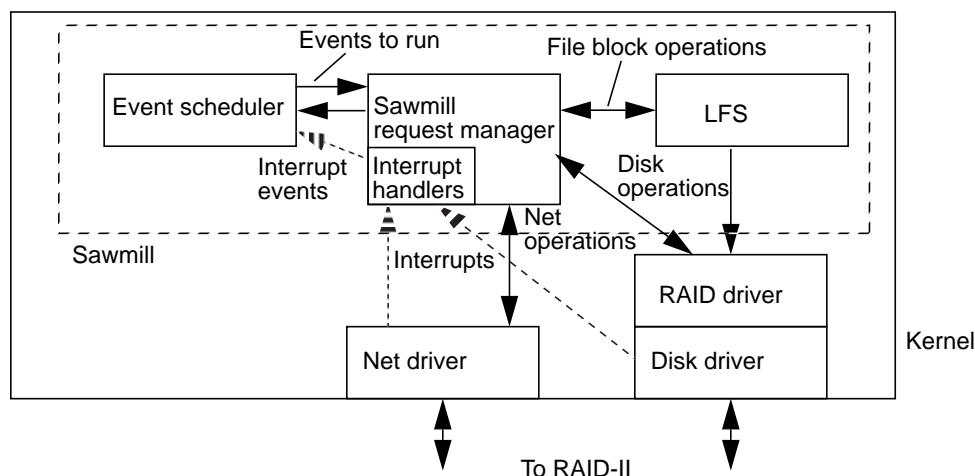 Events to run
File block operations
Event scheduler
Sawmill
request manager
LFS
Interrupt
events
Interrupt
handlers
Disk
operations
Net
operations
Sawmill
Interrupts
RAID driver
Net driver
Disk driver
Kernel
To RAID-II